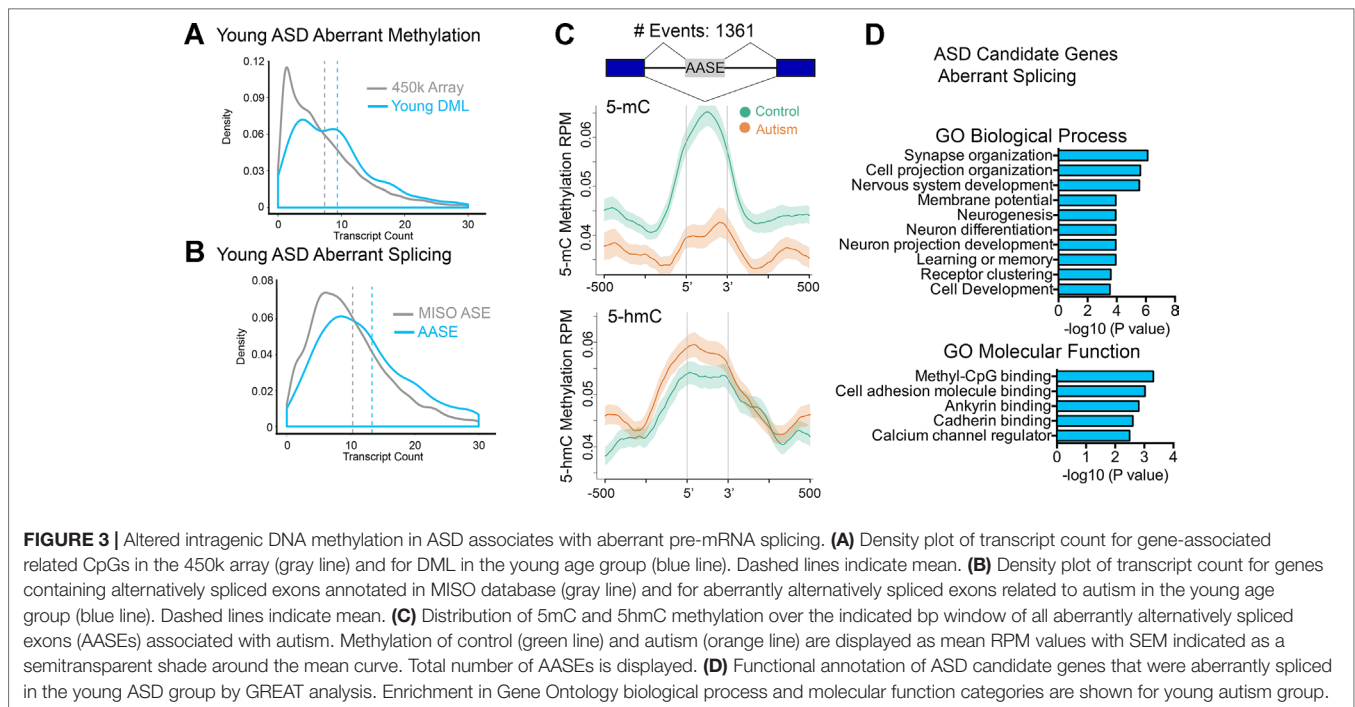 A Young ASD Aberrant Methylation
0.12
0.09
0.06
0.03
0
Density
450k Array
Young DML
0 10 20 30
Transcript Count
B Young ASD Aberrant Splicing
0.08
0.06
0.04
0.02
0
Density
MISO ASE
AASE
0 10 20 30
Transcript Count
C
# Events: 1361
AASE
5-mC
Control
Autism
5-mC Methylation RPM
0.06
0.05
0.04
-500 5’ 3’ 500
5-hmC
5-hmC Methylation RPM
0.06
0.05
0.04
-500 5’ 3’ 500
D
ASD Candidate Genes
Aberrant Splicing
GO Biological Process
Synapse organization
Cell projection organization
Nervous system development
Membrane potential
Neurogenesis
Neuron differentiation
Neuron projection development
Learning or memory
Receptor clustering
Cell Development
0 2 4 6 8
-log10 (P value)
GO Molecular Function
Methyl-CpG binding
Cell adhesion molecule binding
Ankyrin binding
Cadherin binding
Calcium channel regulator
0 1 2 3 4
-log10 (P value)
FIGURE 3 | Altered intragenic DNA methylation in ASD associates with aberrant pre-mRNA splicing. (A) Density plot of transcript count for gene-associated
related CpGs in the 450k array (gray line) and for DML in the young age group (blue line). Dashed lines indicate mean. (B) Density plot of transcript count for genes
containing alternatively spliced exons annotated in MISO database (gray line) and for aberrantly alternatively spliced exons related to autism in the young age
group (blue line). Dashed lines indicate mean. (C) Distribution of 5mC and 5hmC methylation over the indicated bp window of all aberrantly alternatively spliced
exons (AASEs) associated with autism. Methylation of control (green line) and autism (orange line) are displayed as mean RPM values with SEM indicated as a
semitransparent shade around the mean curve. Total number of AASEs is displayed. (D) Functional annotation of ASD candidate genes that were aberrantly spliced
in the young ASD group by GREAT analysis. Enrichment in Gene Ontology biological process and molecular function categories are shown for young autism group.